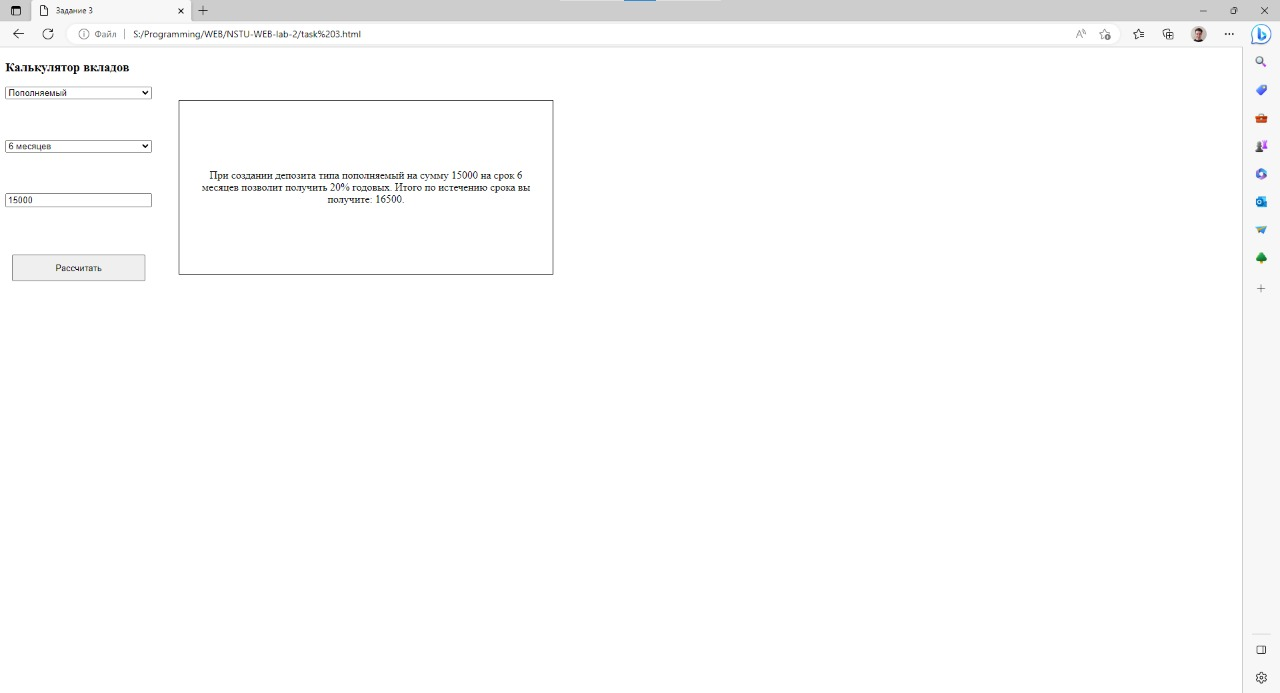 Задание 3
Файл
S:/Programming/WEB/NSTU-WEB-lab-2/task%203.html
Калькулятор вкладов
Пополняемый
6 месяцев
15000
Рассчитать
При создании депозита типа пополняемый на сумму 15000 на срок 6
месяцев позволит получить 20% годовых. Итого по истечению срока вы
получите: 16500.